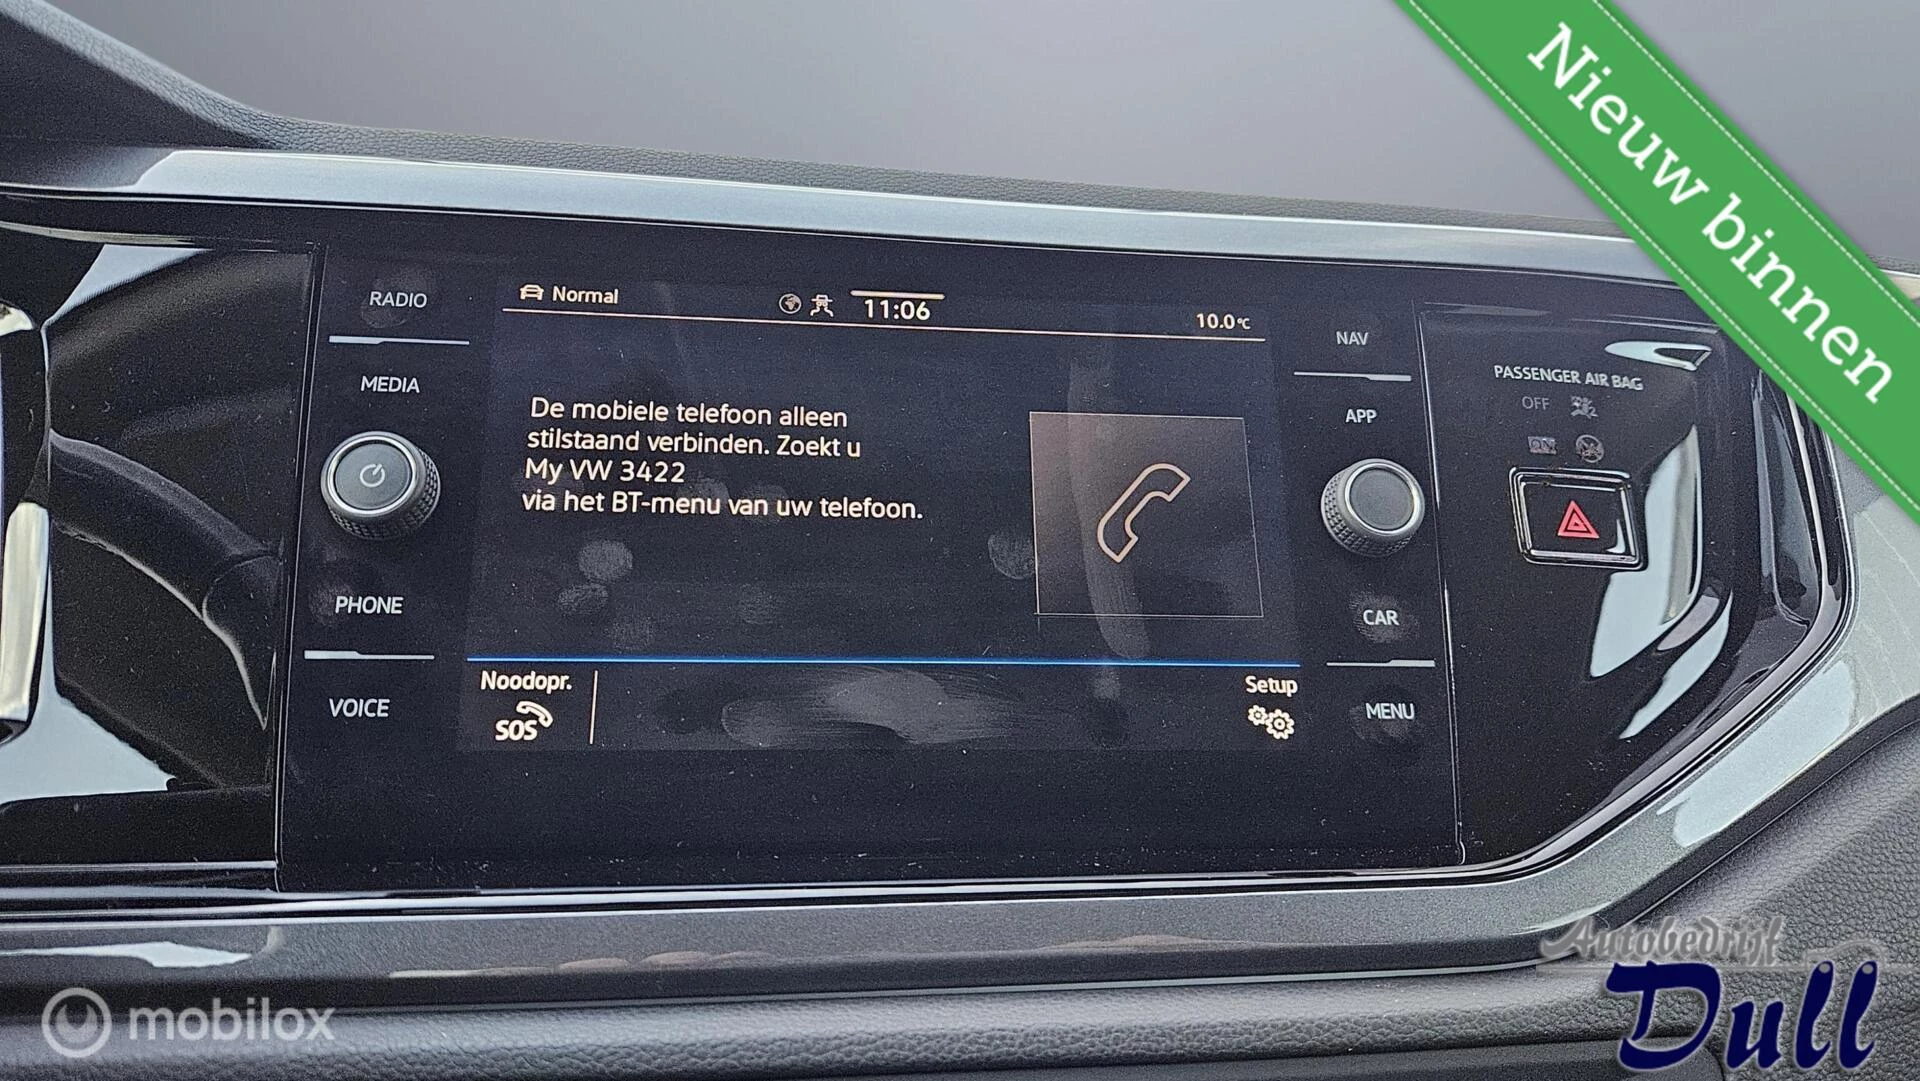 Nieuw binnen
RADIO
MEDIA
PHONE
VOICE
Normal
11:06
10.0°C
De mobiele telefoon alleen
stilstaand verbinden. Zoekt u
My VW 3422
via het BT-menu van uw telefoon.
Noodopr.
SOS
Setup
NAV
APP
CAR
MENU
PASSENGER AIR BAG
OFF
ON
mobilox
Autobedrijf
Dull